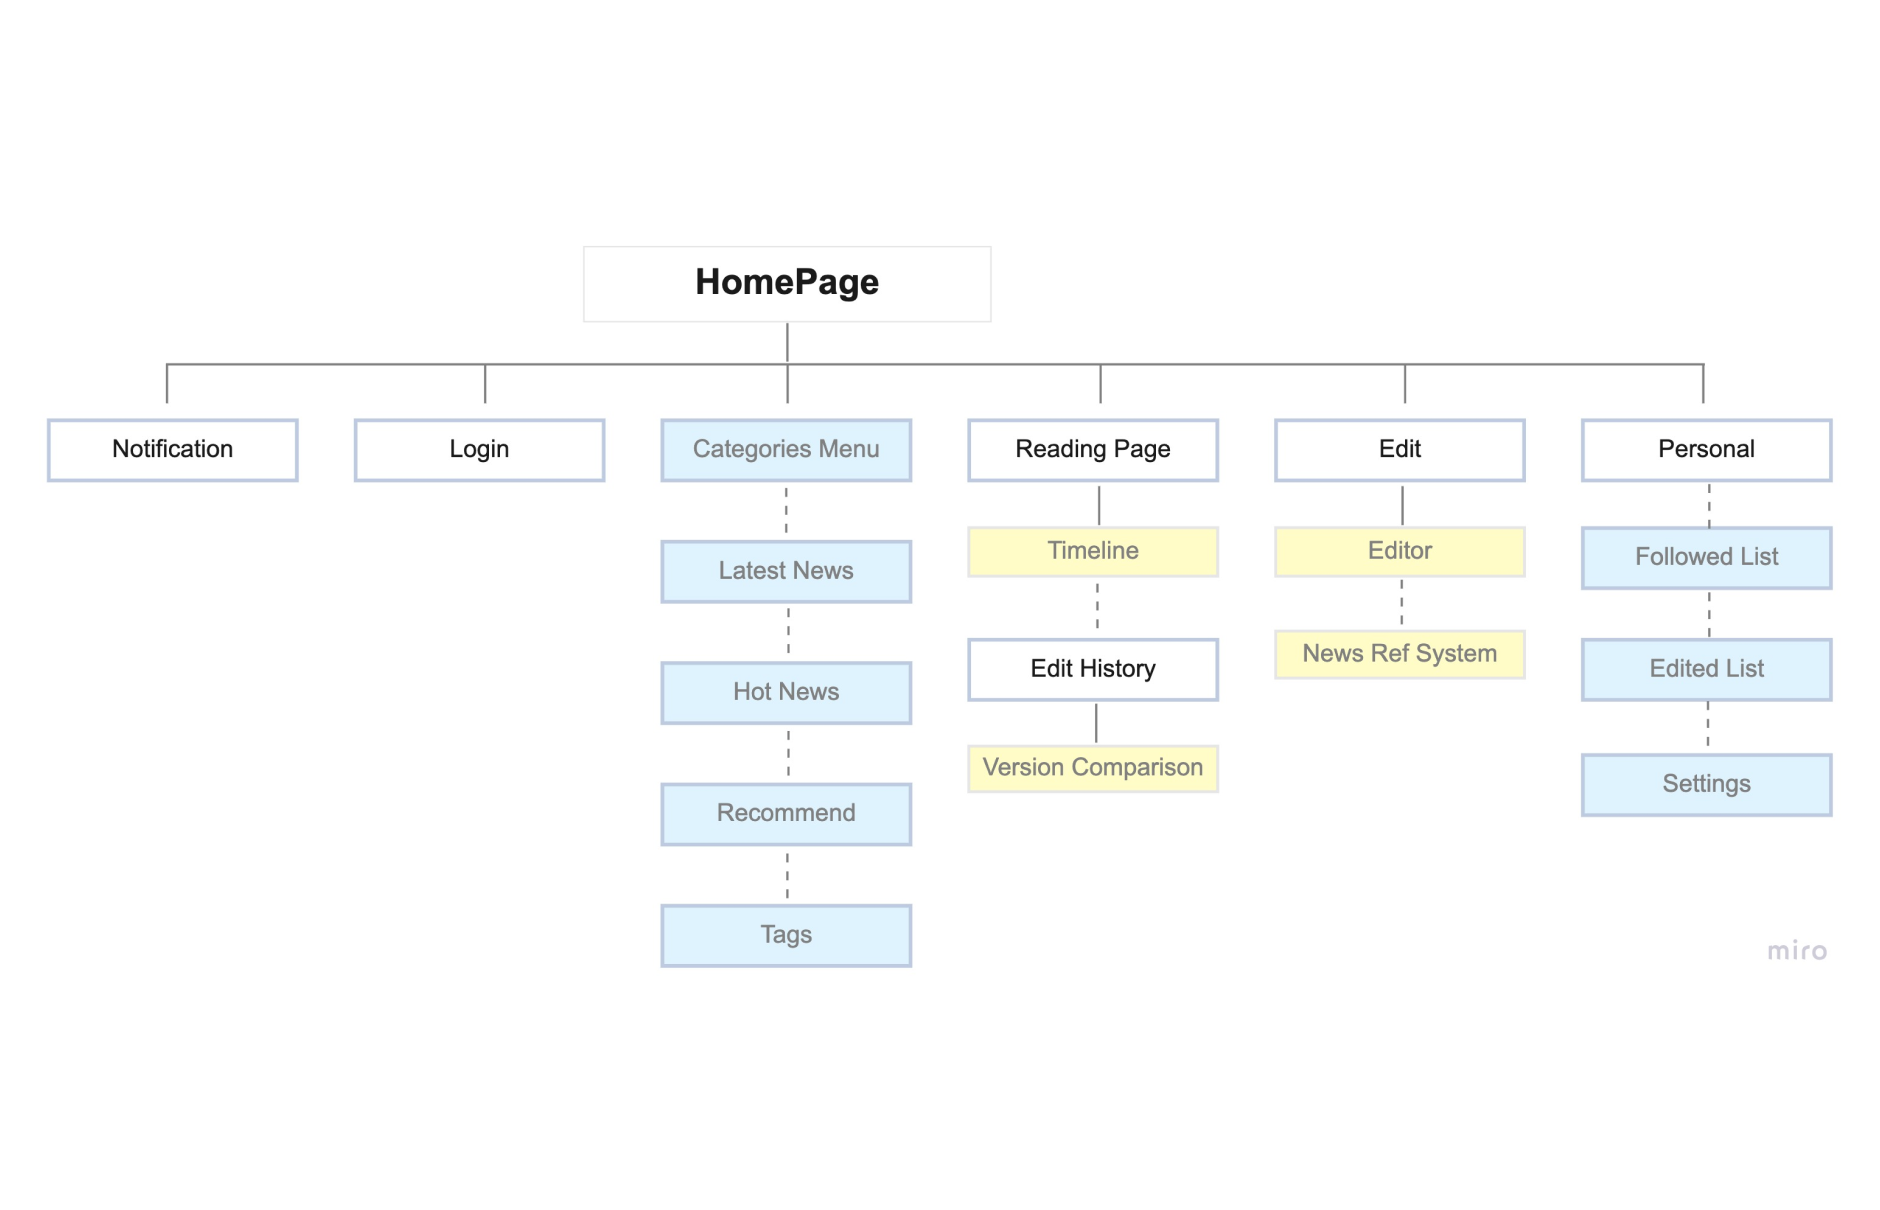 HomePage
Notification
Login
Categories Menu
Reading Page
Edit
Personal
Latest News
Hot News
Recommend
Tags
Timeline
Edit History
Version Comparison
Editor
News Ref System
Followed List
Edited List
Settings
miro